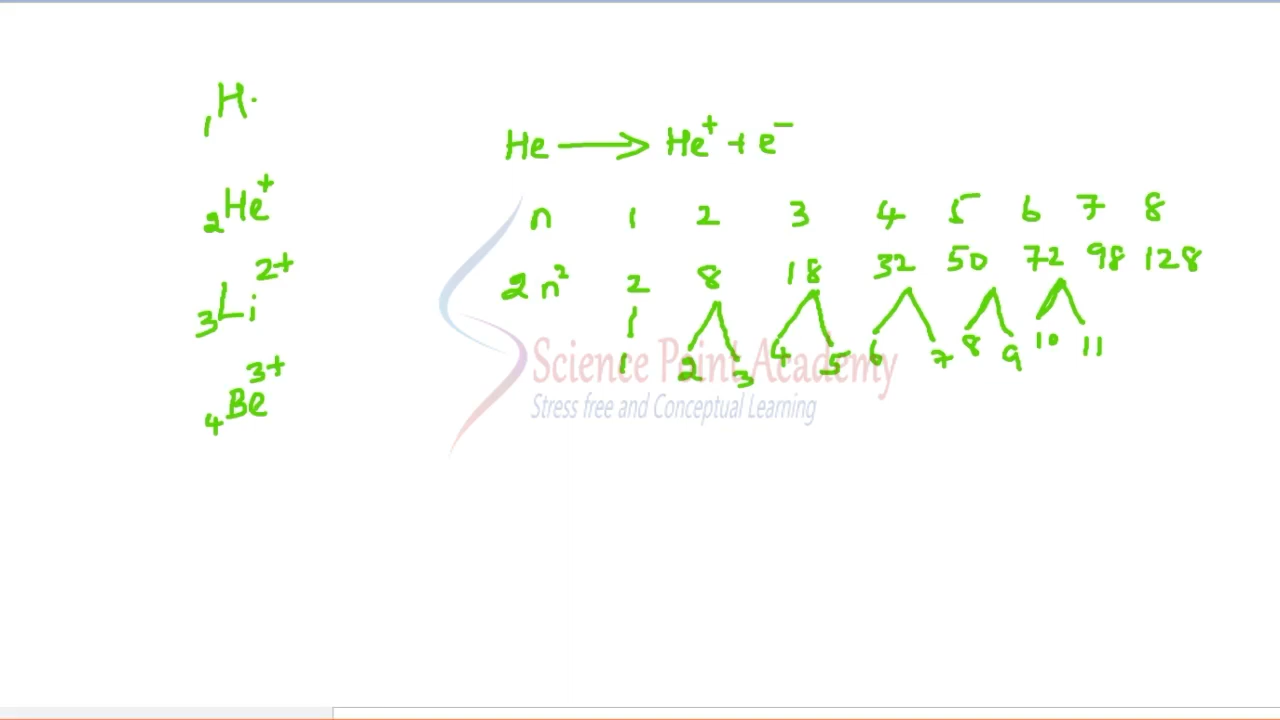 ₁H·
He ⟶ He⁺ + e⁻
₂He⁺
n 1 2 3 4 5 6 7 8
2n² 2 8 18 32 50 72 98 128
₃Li²⁺
1 2 3 4 5 6 7 8 9 10 11
Science Point Academy
Stress free and Conceptual Learning
₄Be³⁺